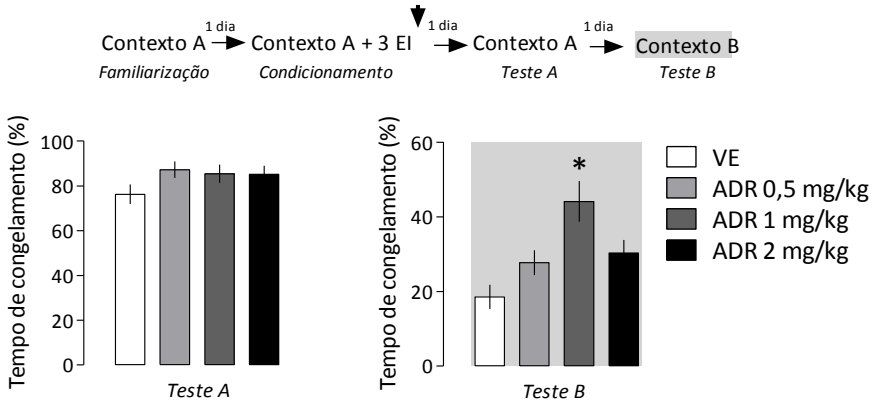 1 dia 1 dia 1 dia
Contexto A Contexto A + 3 EI Contexto A Contexto B
Familiarização Condicionamento Teste A Teste B
Tempo de congelamento (%)
100
80
60
40
20
0
Teste A
Tempo de congelamento (%)
60
40
20
0
*
Teste B
VE
ADR 0,5 mg/kg
ADR 1 mg/kg
ADR 2 mg/kg